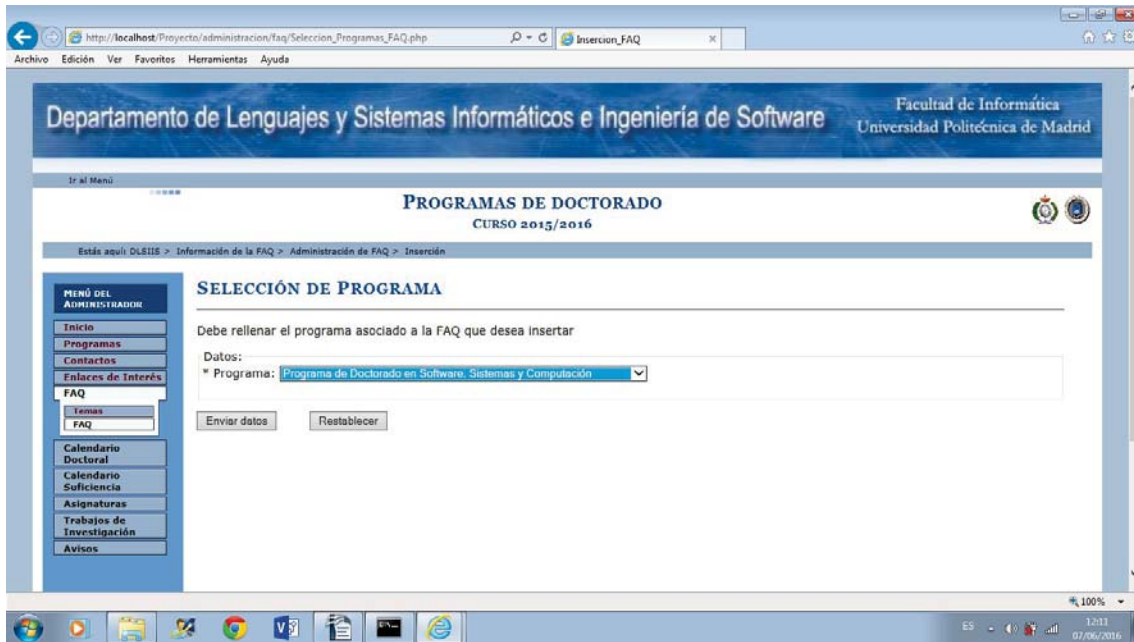 http://localhost/Proyecto/administracion/faq/Seleccion_Programas_FAQ.php
Insercion_FAQ
Archivo Edición Ver Favoritos Herramientas Ayuda
Departamento de Lenguajes y Sistemas Informáticos e Ingeniería de Software
Facultad de Informática
Universidad Politécnica de Madrid
Ir al Menú
PROGRAMAS DE DOCTORADO
CURSO 2015/2016
Estás aquí: DLSIIS > Información de la FAQ > Administración de FAQ > Inserción
MENÚ DEL
ADMINISTRADOR
Inicio
Programas
Contactos
Enlaces de Interés
FAQ
Temas
FAQ
Calendario
Doctoral
Calendario
Suficiencia
Asignaturas
Trabajos de
Investigación
Avisos
SELECCIÓN DE PROGRAMA
Debe rellenar el programa asociado a la FAQ que desea insertar
Datos:
* Programa: Programa de Doctorado en Software, Sistemas y Computación
Enviar datos Restablecer
100%
ES
12:11
07/06/2016